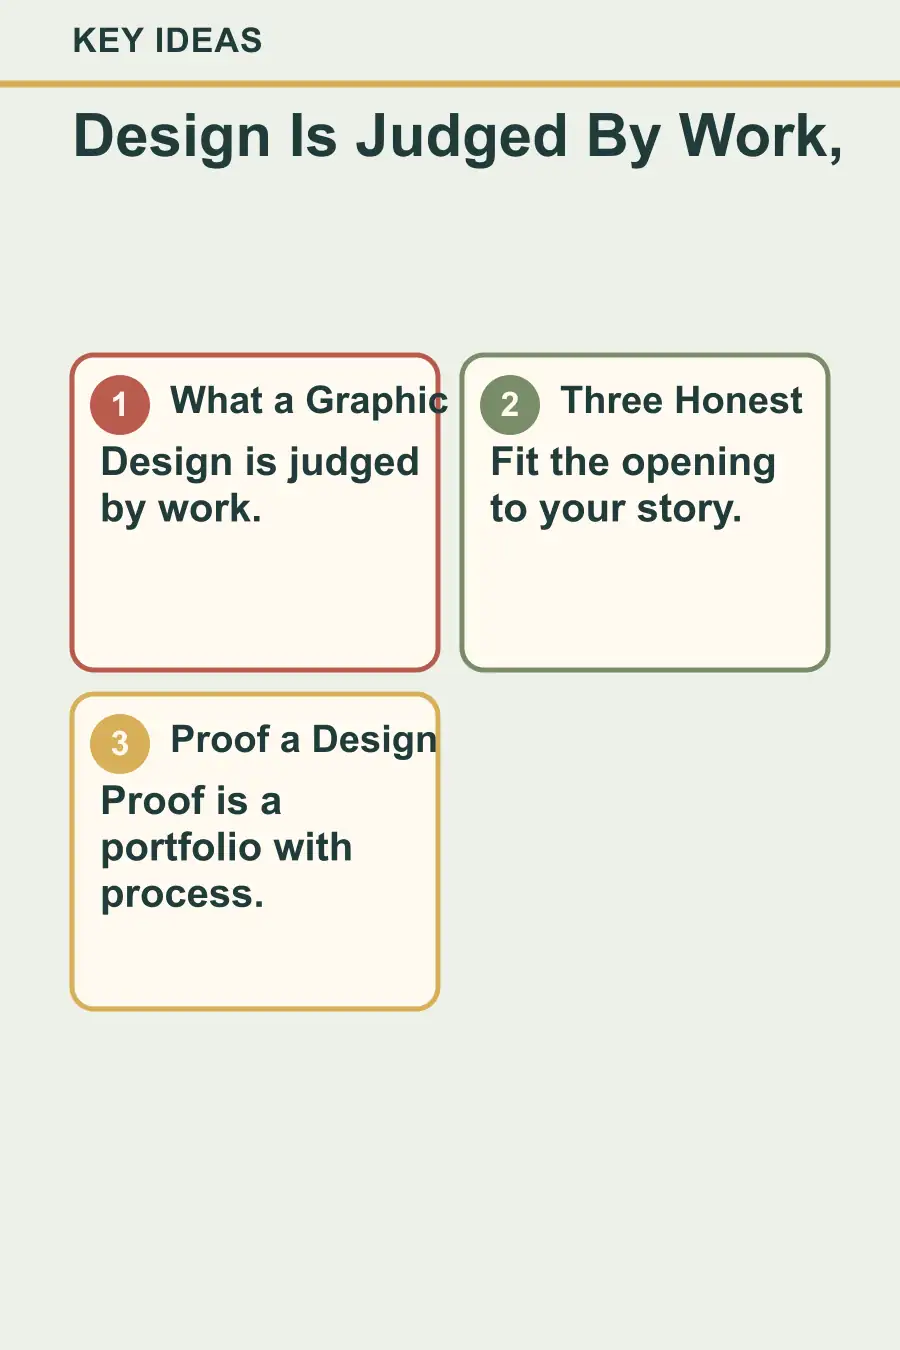 KEY IDEAS
Design Is Judged By Work,
1
What a Graphic
Design is judged
by work.
2
Three Honest
Fit the opening
to your story.
3
Proof a Design
Proof is a
portfolio with
process.